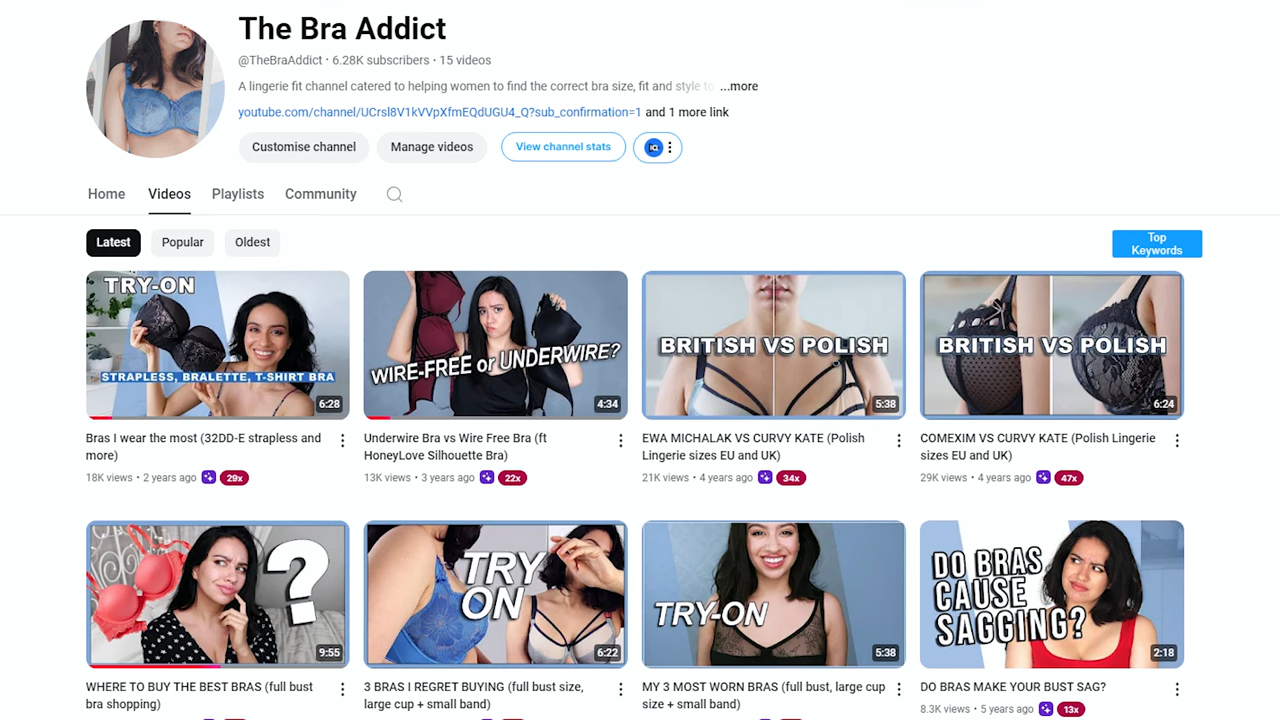 The Bra Addict
@TheBraAddict • 6.28K subscribers • 15 videos
A lingerie fit channel catered to helping women to find the correct bra size, fit and style to ...more
youtube.com/channel/UCrsl8V1kVVpXfmEQdUGU4_Q?sub_confirmation=1 and 1 more link
Customise channel Manage videos View channel stats
Home Videos Playlists Community
Latest Popular Oldest
Top
Keywords
TRY-ON
STRAPLESS, BRALETTE, T-SHIRT BRA
6:28
WIRE-FREE or UNDERWIRE?
4:34
BRITISH VS POLISH
5:38
BRITISH VS POLISH
6:24
Bras I wear the most (32DD-E strapless and
more)
18K views • 2 years ago 29x
Underwire Bra vs Wire Free Bra (ft
HoneyLove Silhouette Bra)
13K views • 3 years ago 22x
EWA MICHALAK VS CURVY KATE (Polish
Lingerie sizes EU and UK)
21K views • 4 years ago 34x
COMEXIM VS CURVY KATE (Polish Lingerie
sizes EU and UK)
29K views • 4 years ago 47x
?
9:55
TRY
ON
6:22
TRY-ON
5:38
DO BRAS
CAUSE
SAGGING?
2:18
WHERE TO BUY THE BEST BRAS (full bust
bra shopping)
3 BRAS I REGRET BUYING (full bust size,
large cup + small band)
MY 3 MOST WORN BRAS (full bust, large cup
size + small band)
DO BRAS MAKE YOUR BUST SAG?
8.3K views • 5 years ago 13x